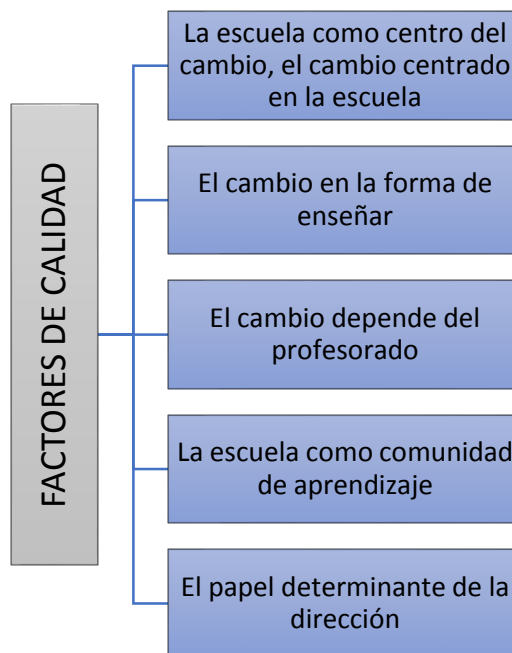 FACTORES DE CALIDAD
La escuela como centro del
cambio, el cambio centrado
en la escuela
El cambio en la forma de
enseñar
El cambio depende del
profesorado
La escuela como comunidad
de aprendizaje
El papel determinante de la
dirección